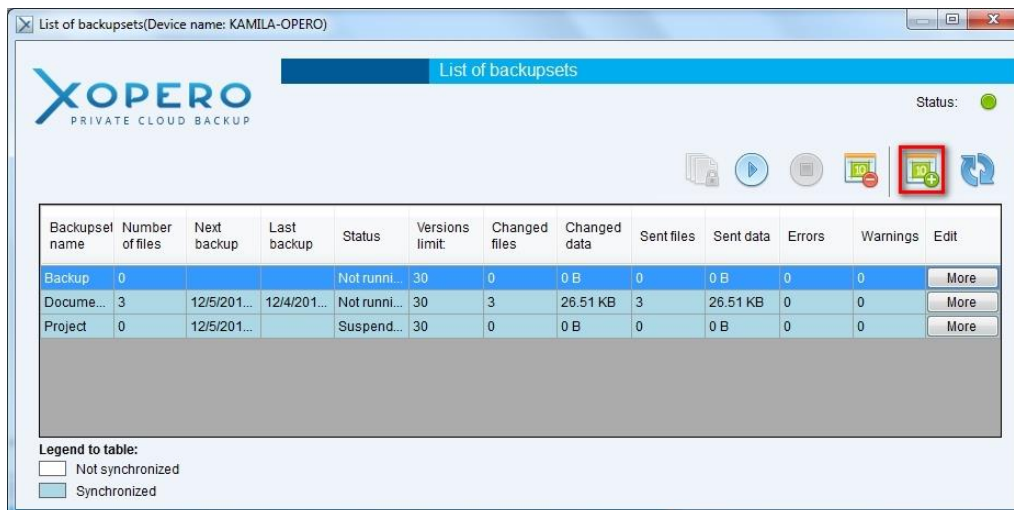 List of backupsets(Device name: KAMILA-OPERO)
List of backupsets
XOPERO
PRIVATE CLOUD BACKUP
Status:
10 10
Backupset name Number of files Next backup Last backup Status Versions limit: Changed files Changed data Sent files Sent data Errors Warnings Edit
Backup 0 Not runni... 30 0 0 B 0 0 B 0 0 More
Docume... 3 12/5/201... 12/4/201... Not runni... 30 3 26.51 KB 3 26.51 KB 0 0 More
Project 0 12/5/201... Suspend... 30 0 0 B 0 0 B 0 0 More
Legend to table:
Not synchronized
Synchronized